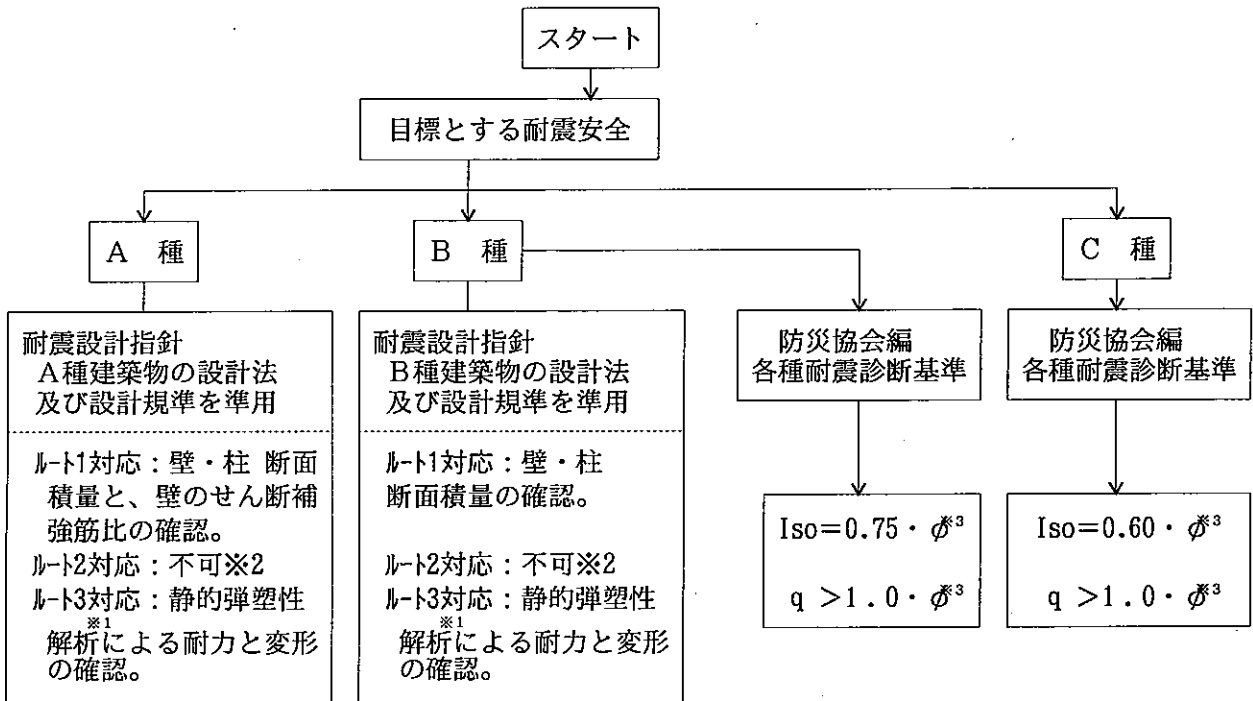 スタート
目標とする耐震安全
A 種
B 種
C 種
耐震設計指針
A種建築物の設計法
及び設計規準を準用
ルート1対応：壁・柱 断面
積量と、壁のせん断補
強筋比の確認。
ルート2対応：不可※2
ルート3対応：静的弾塑性
※1
解析による耐力と変形
の確認。
耐震設計指針
B種建築物の設計法
及び設計規準を準用
ルート1対応：壁・柱
断面積量の確認。
ルート2対応：不可※2
ルート3対応：静的弾塑性
※1
解析による耐力と変形
の確認。
防災協会編
各種耐震診断基準
Iso＝0.75・φ※3
q ＞1.0・φ※3
防災協会編
各種耐震診断基準
Iso＝0.60・φ※3
q ＞1.0・φ※3